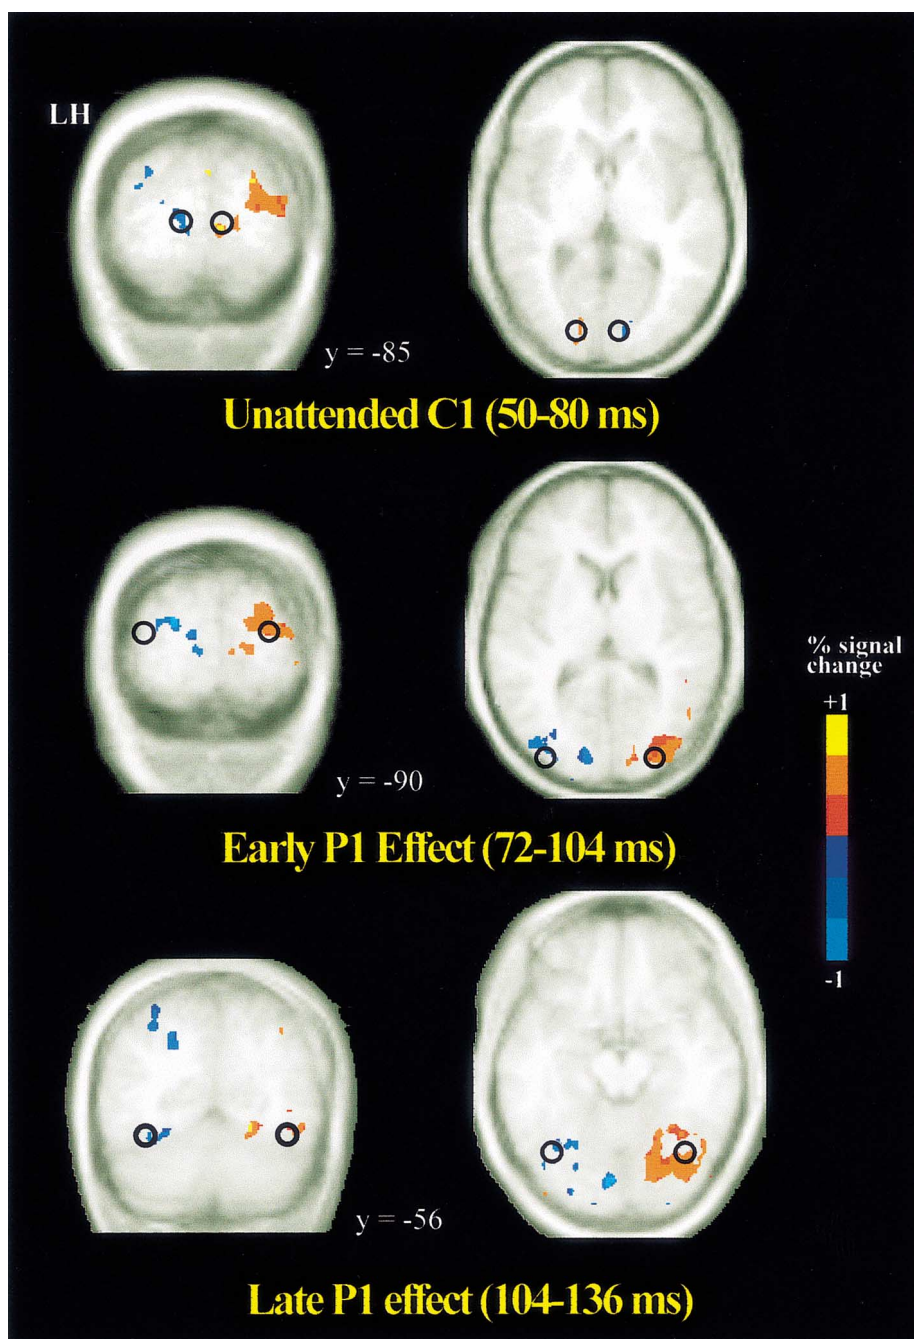 LH
y = -85
Unattended C1 (50-80 ms)
y = -90
Early P1 Effect (72-104 ms)
% signal
change
+1
-1
y = -56
Late P1 effect (104-136 ms)